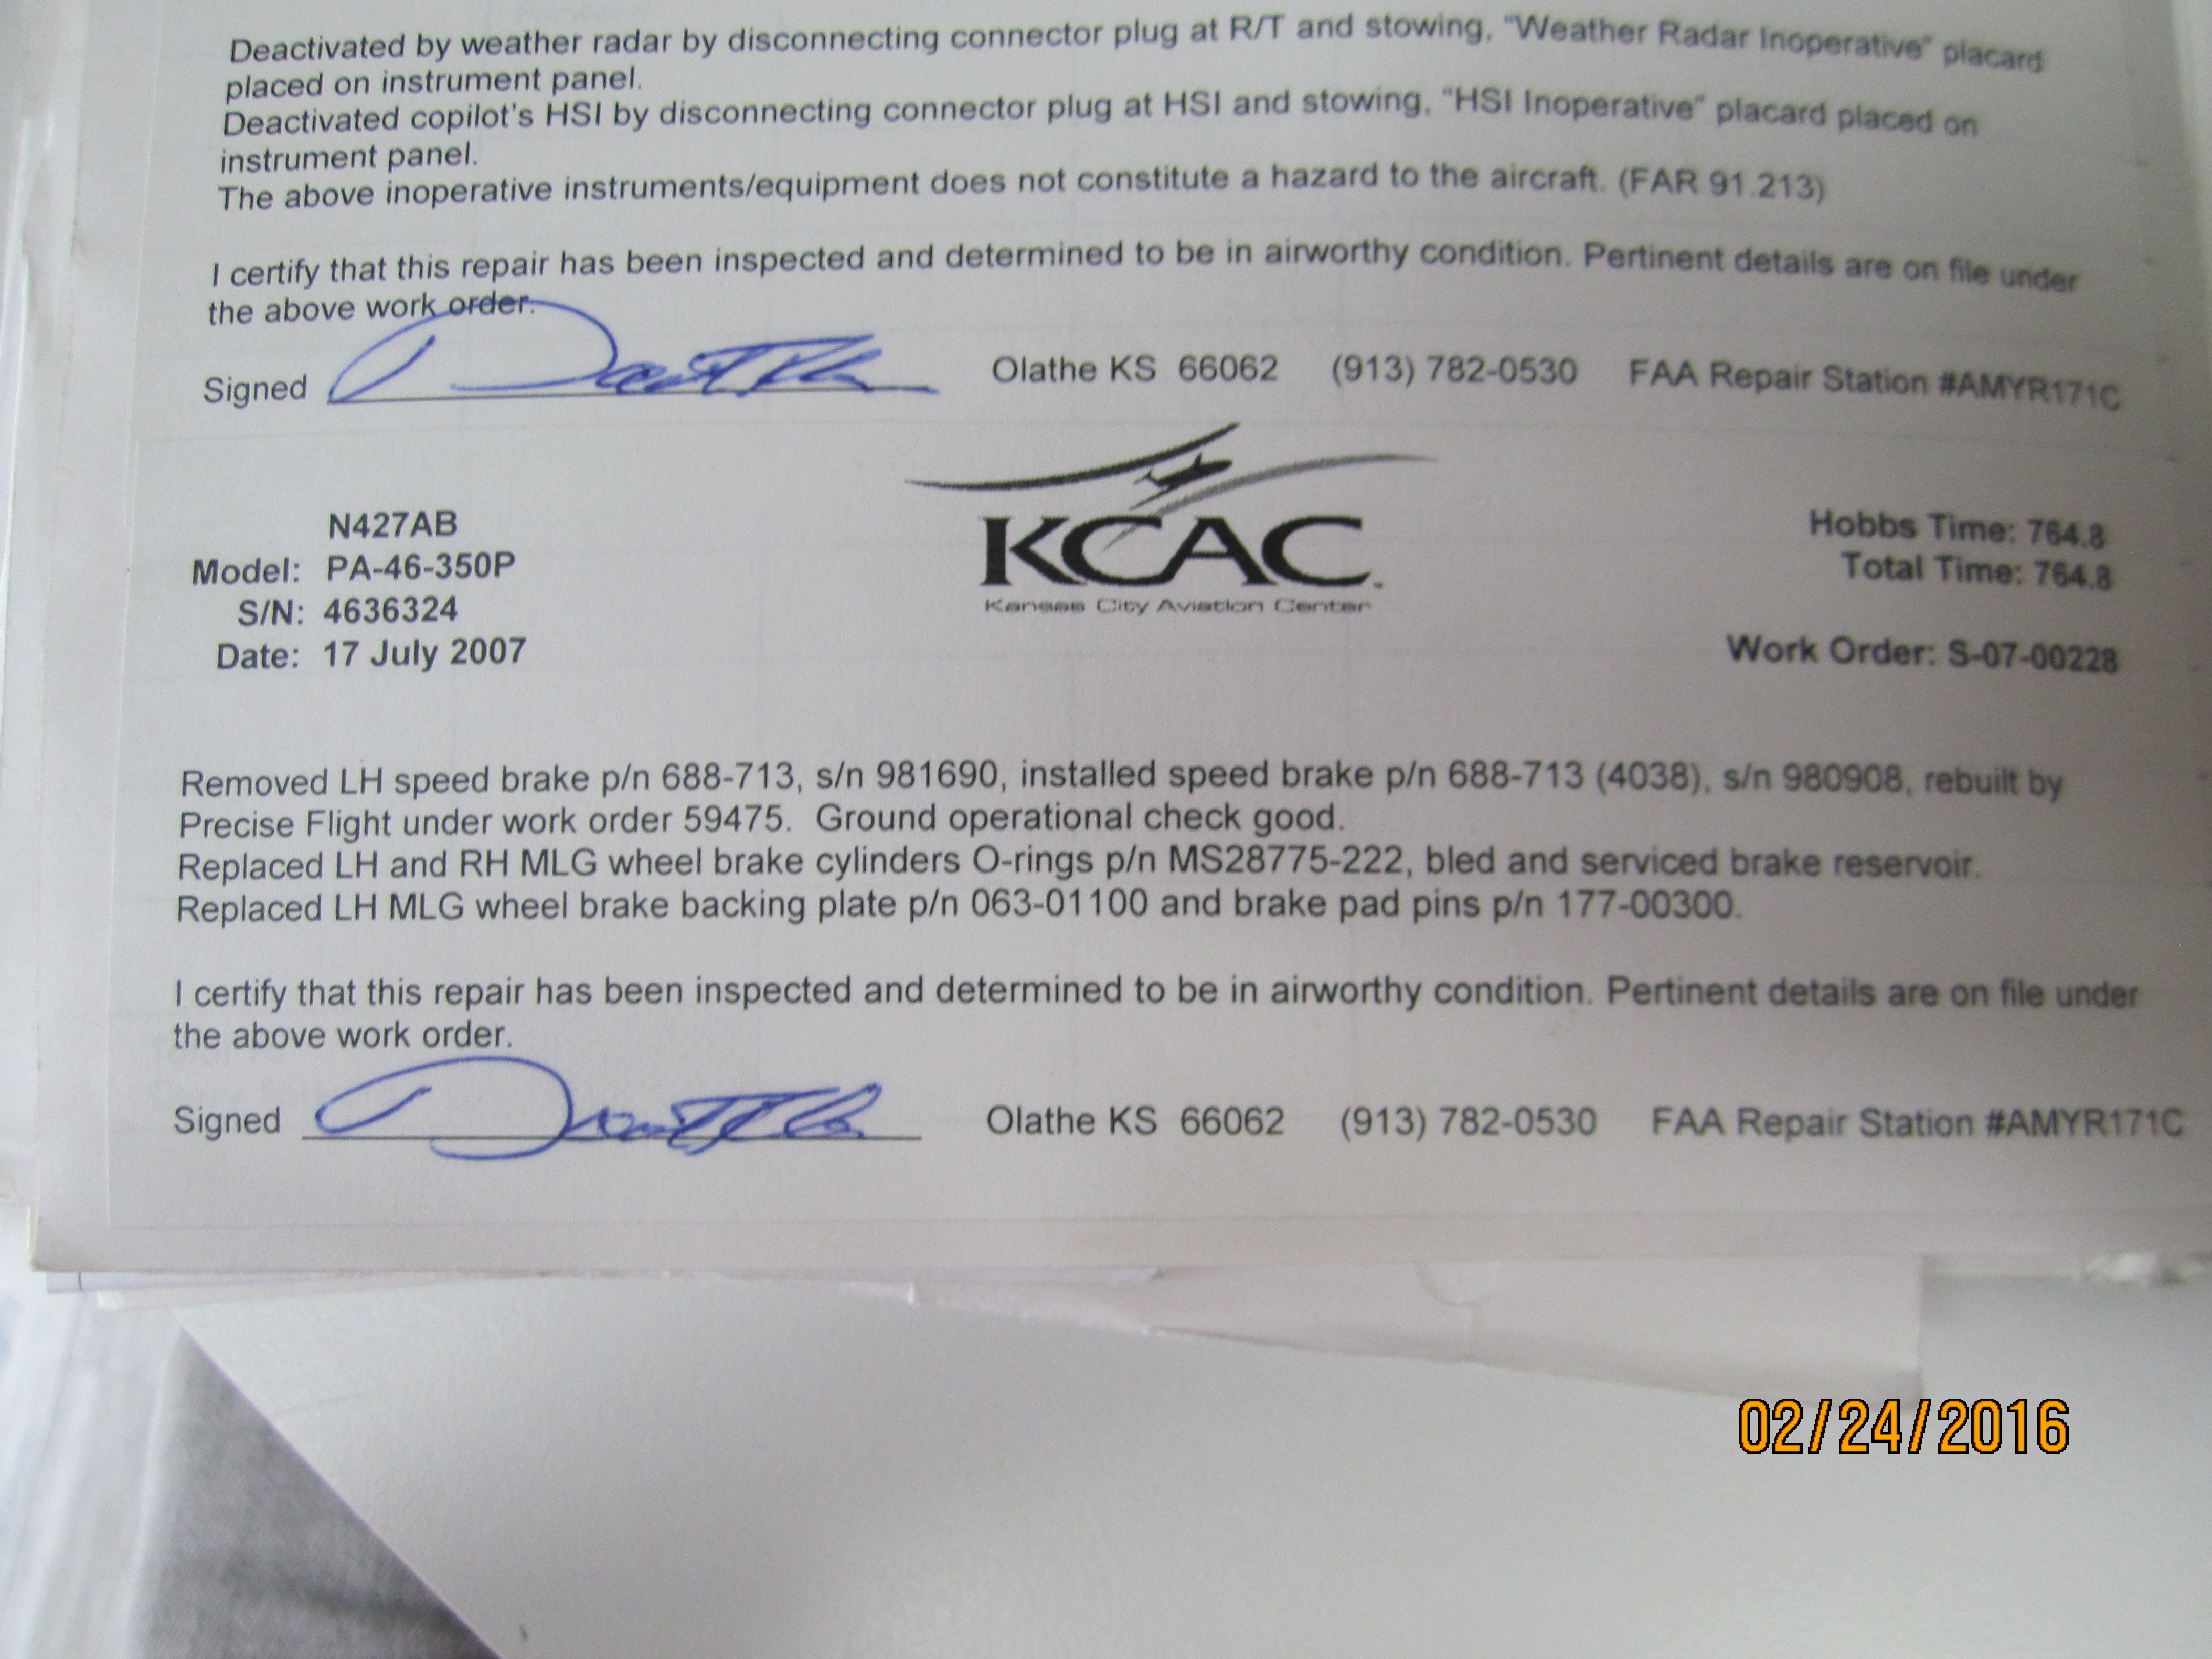 Deactivated by weather radar by disconnecting connector plug at R/T and stowing, "Weather Radar Inoperative" placard
placed on instrument panel.
Deactivated copilot's HSI by disconnecting connector plug at HSI and stowing, "HSI Inoperative" placard placed on
instrument panel.
The above inoperative instruments/equipment does not constitute a hazard to the aircraft. (FAR 91.213)
I certify that this repair has been inspected and determined to be in airworthy condition. Pertinent details are on file under
the above work order.
Signed Olathe KS 66062 (913) 782-0530 FAA Repair Station #AMYR171C
N427AB
Model: PA-46-350P
S/N: 4636324
Date: 17 July 2007
KCAC
Kansas City Aviation Center
Hobbs Time: 764.8
Total Time: 764.8
Work Order: S-07-00228
Removed LH speed brake p/n 688-713, s/n 981690, installed speed brake p/n 688-713 (4038), s/n 980908, rebuilt by
Precise Flight under work order 59475. Ground operational check good.
Replaced LH and RH MLG wheel brake cylinders O-rings p/n MS28775-222, bled and serviced brake reservoir.
Replaced LH MLG wheel brake backing plate p/n 063-01100 and brake pad pins p/n 177-00300.
I certify that this repair has been inspected and determined to be in airworthy condition. Pertinent details are on file under
the above work order.
Signed Olathe KS 66062 (913) 782-0530 FAA Repair Station #AMYR171C
02/24/2016